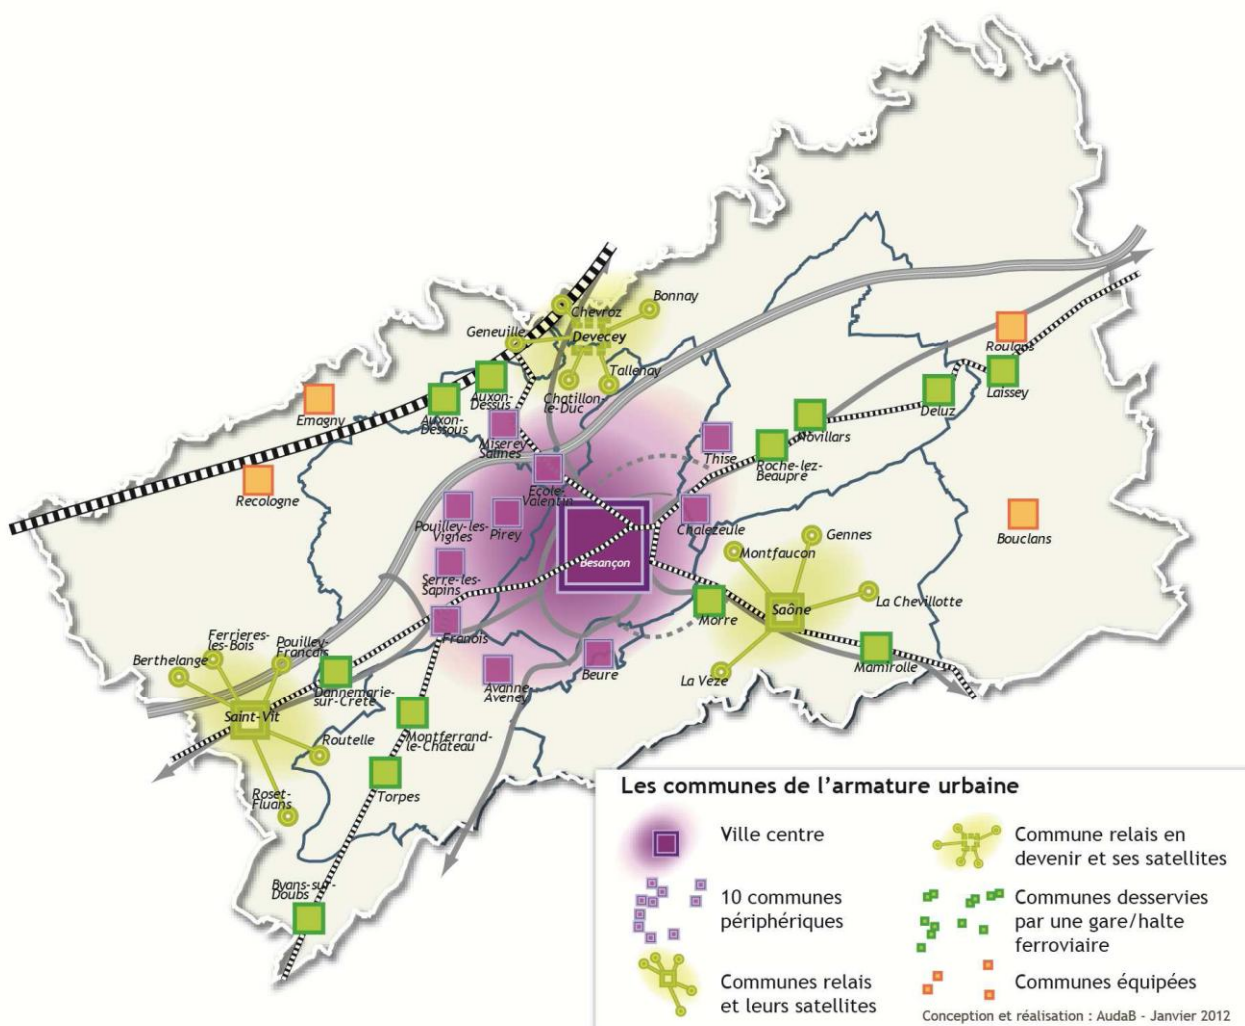 Chevroz
Bonnay
Geneuille
Devecey
Tallenay
Chatillon-
le-Duc
Auxon-
Dessus
Auxon-
Dessous
Emagny
Recologne
Miserey
Salines
Ecole-
Valentin
Pouilley-les-
Vignes
Pirey
Serre-les-
Sapins
Franois
Besançon
Thise
Chalezeule
Roche-lez-
Beaupre
Novillars
Deluz
Laissey
Roulans
Bouclans
Gennes
Montfaucon
La Chevillotte
Saône
Morre
Mamirolle
La Veze
Beure
Avanne-
Aveney
Ferrieres-
les-Bois
Pouilley-
Francais
Berthelange
Saint-Vit
Dannemarie-
sur-Crete
Routelle
Roset-
Fluans
Montferrand-
le-Chateau
Torpes
Byans-sur-
Doubs
Les communes de l'armature urbaine
Ville centre
10 communes
périphériques
Communes relais
et leurs satellites
Commune relais en
devenir et ses satellites
Communes desservies
par une gare/halte
ferroviaire
Communes équipées
Conception et réalisation : AudaB - Janvier 2012